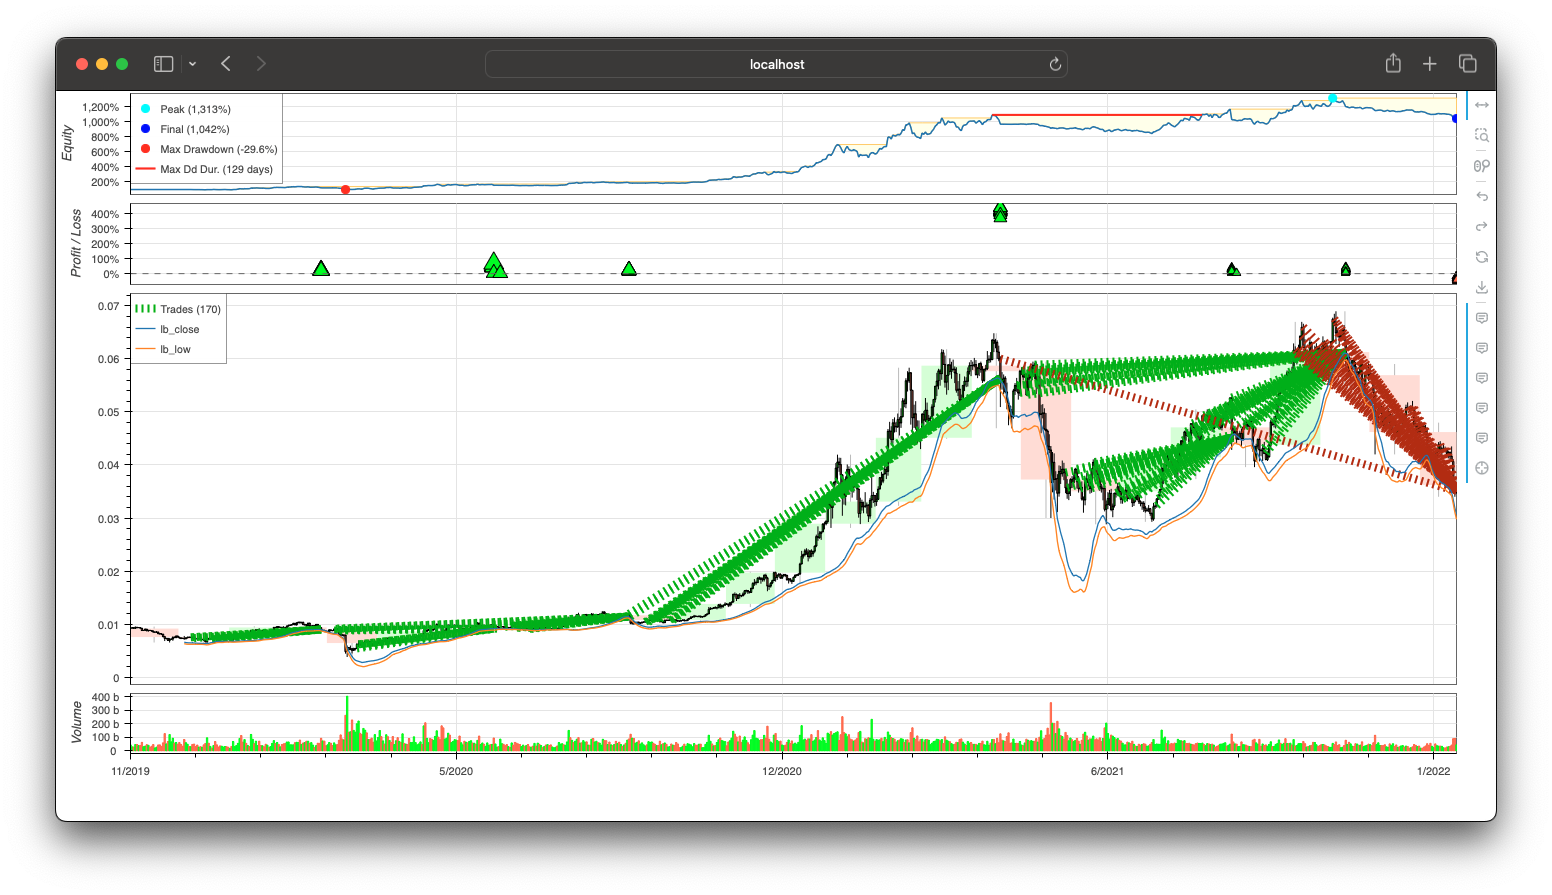 localhost
Equity
1,200%
1,000%
800%
600%
400%
200%
Peak (1,313%)
Final (1,042%)
Max Drawdown (-29.6%)
Max Dd Dur. (129 days)
Profit / Loss
400%
300%
200%
100%
0%
0.07
0.06
0.05
0.04
0.03
0.02
0.01
0
Trades (170)
lb_close
lb_low
Volume
400 b
300 b
200 b
100 b
0
11/2019
5/2020
12/2020
6/2021
1/2022